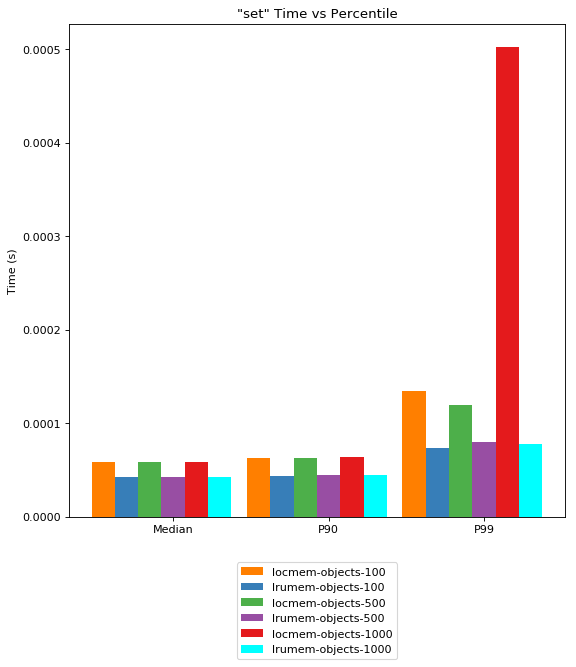 "set" Time vs Percentile
0.0005
0.0004
0.0003
0.0002
0.0001
0.0000
Time (s)
Median P90 P99
locmem-objects-100
lrumem-objects-100
locmem-objects-500
lrumem-objects-500
locmem-objects-1000
lrumem-objects-1000